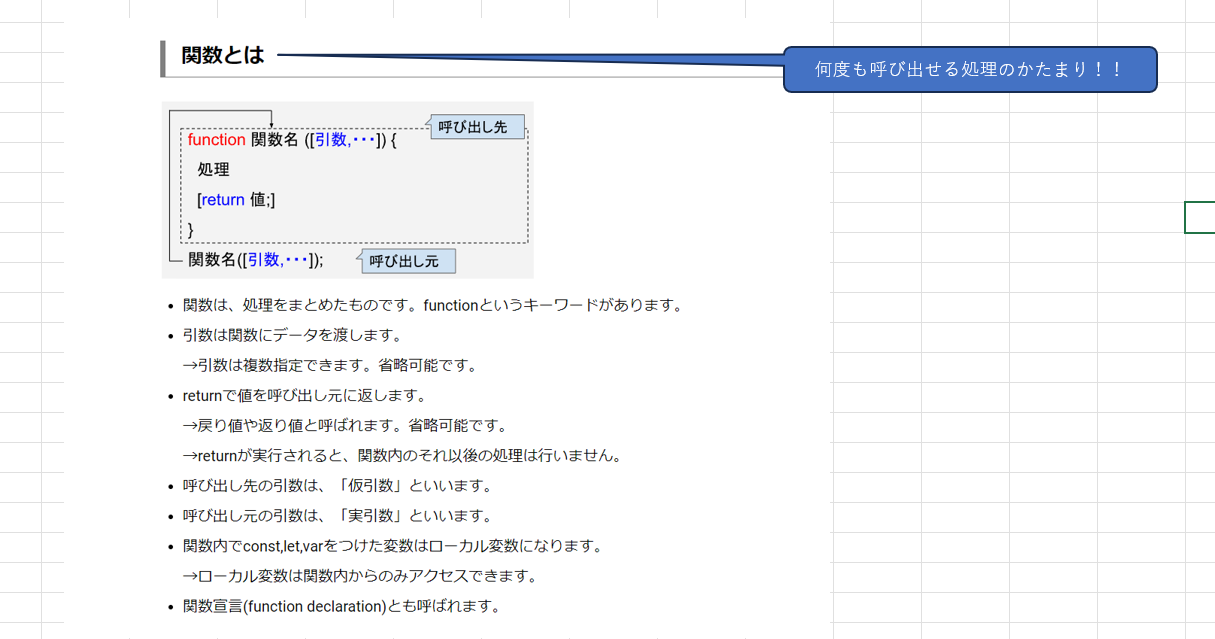 関数とは
何度も呼び出せる処理のかたまり！！
呼び出し先
function 関数名 ([引数,･･･]) {
処理
[return 値;]
}
関数名([引数,･･･]);
呼び出し元
• 関数は、処理をまとめたものです。functionというキーワードがあります。
• 引数は関数にデータを渡します。
→引数は複数指定できます。省略可能です。
• returnで値を呼び出し元に返します。
→戻り値や返り値と呼ばれます。省略可能です。
→returnが実行されると、関数内のそれ以後の処理は行いません。
• 呼び出し先の引数は、「仮引数」といいます。
• 呼び出し元の引数は、「実引数」といいます。
• 関数内でconst,let,varをつけた変数はローカル変数になります。
→ローカル変数は関数内からのみアクセスできます。
• 関数宣言(function declaration)とも呼ばれます。